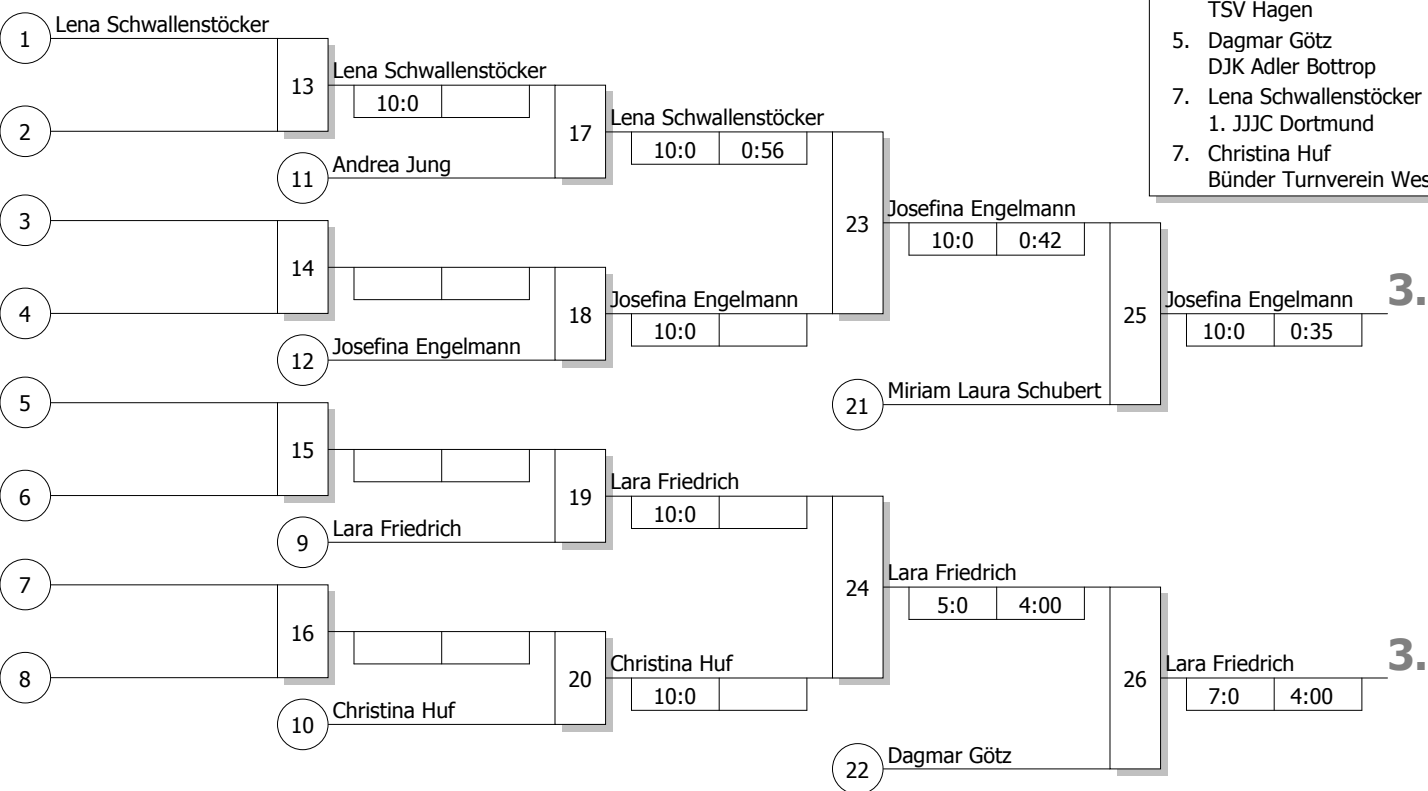 TSV Hagen
5. Dagmar Götz
DJK Adler Bottrop
7. Lena Schwallenstöcker
1. JJJC Dortmund
7. Christina Huf
Bünder Turnverein Wes
1 Lena Schwallenstöcker
13 Lena Schwallenstöcker
10:0
2
17 Lena Schwallenstöcker
10:0 0:56
11 Andrea Jung
3
23 Josefina Engelmann
10:0 0:42
14
4
18 Josefina Engelmann
10:0
12 Josefina Engelmann
25 Josefina Engelmann 3.
10:0 0:35
21 Miriam Laura Schubert
5
15
6
19 Lara Friedrich
10:0
9 Lara Friedrich
7
24 Lara Friedrich
5:0 4:00
16
8
20 Christina Huf
10:0
10 Christina Huf
26 Lara Friedrich 3.
7:0 4:00
22 Dagmar Götz